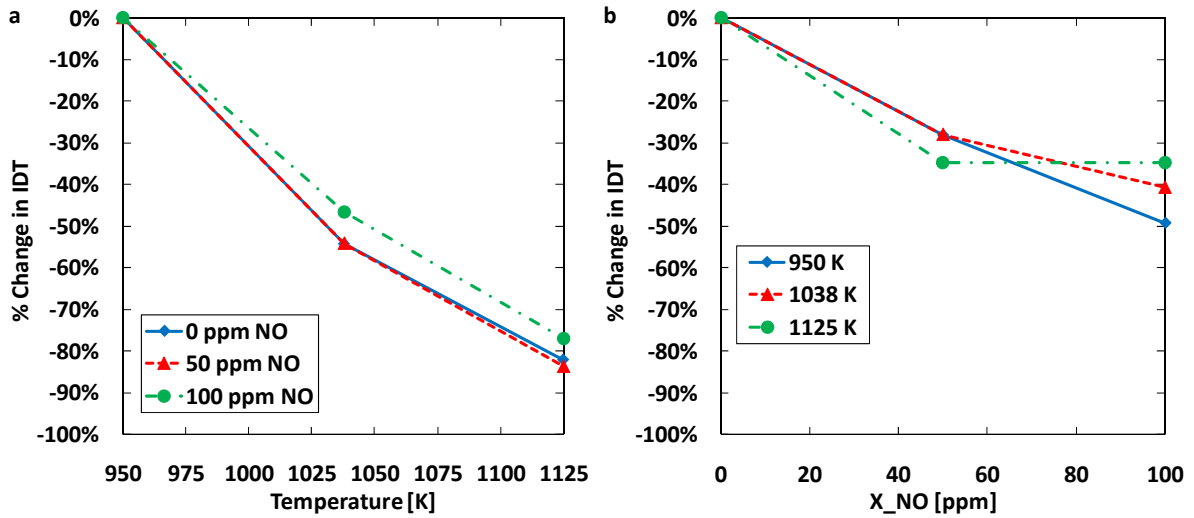 a
% Change in IDT
0%
-10%
-20%
-30%
-40%
-50%
-60%
-70%
-80%
-90%
-100%
0 ppm NO
50 ppm NO
100 ppm NO
950 975 1000 1025 1050 1075 1100 1125
Temperature [K]
b
% Change in IDT
0%
-10%
-20%
-30%
-40%
-50%
-60%
-70%
-80%
-90%
-100%
950 K
1038 K
1125 K
0 20 40 60 80 100
X_NO [ppm]